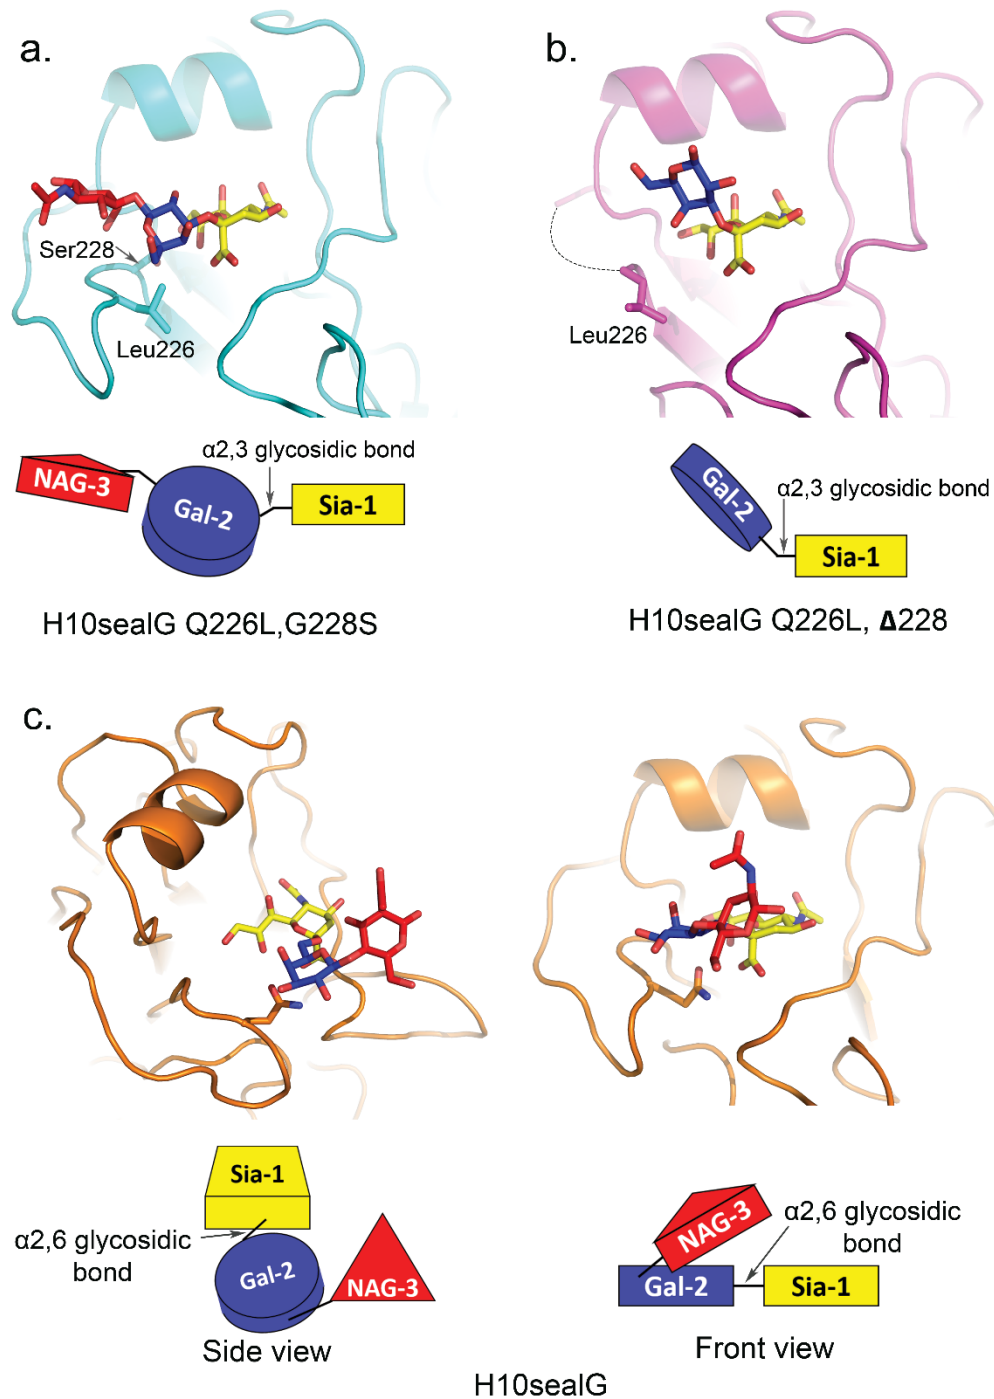 a.
b.
Ser228
Leu226
Leu226
α2,3 glycosidic bond
NAG-3
Gal-2
Sia-1
Gal-2
α2,3 glycosidic bond
Sia-1
H10sealG Q226L,G228S
H10sealG Q226L, Δ228
c.
Sia-1
α2,6 glycosidic
bond
Gal-2
NAG-3
Side view
NAG-3
α2,6 glycosidic
bond
Gal-2
Sia-1
Front view
H10sealG